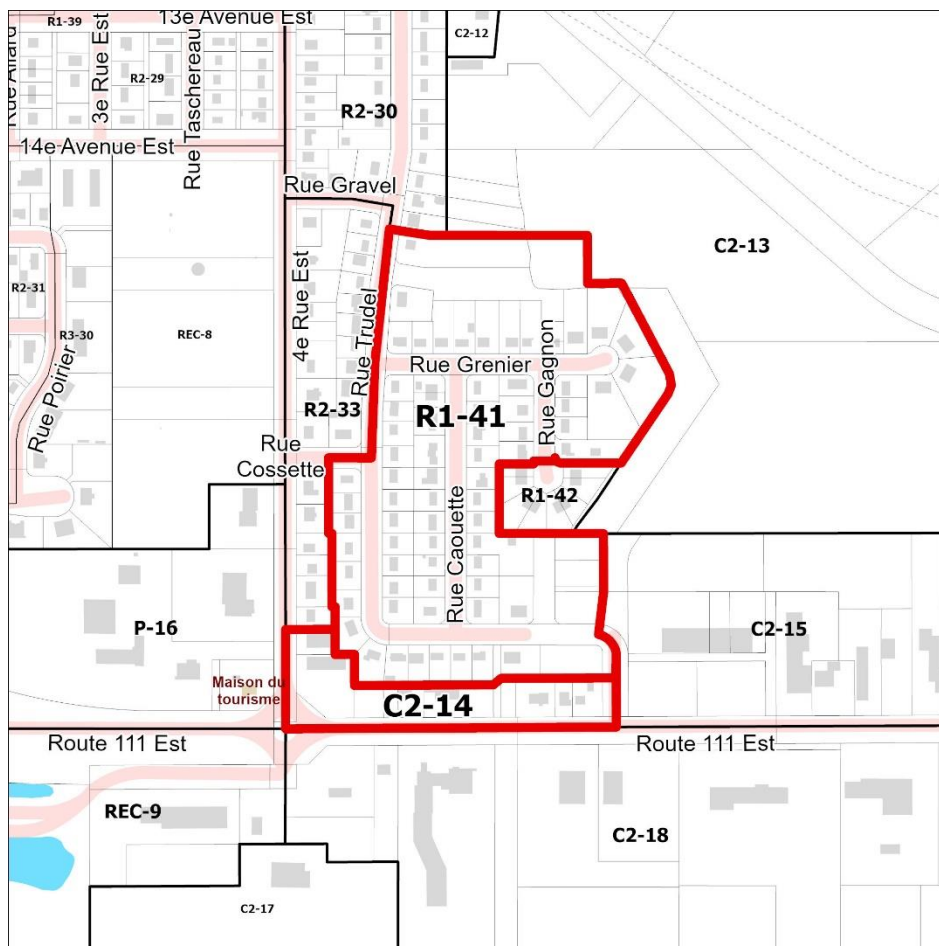 R1-39
13e Avenue Est
C2-12
Rue Allard
3e Rue Est
R2-29
Rue Taschereau
R2-30
14e Avenue Est
Rue Gravel
C2-13
R2-31
R3-30
REC-8
4e Rue Est
Rue Trudel
Rue Grenier
Rue Gagnon
Rue Poirier
R2-33
R1-41
Rue
Cossette
R1-42
Rue Caouette
P-16
C2-15
Maison du
tourisme
C2-14
Route 111 Est
Route 111 Est
REC-9
C2-18
C2-17